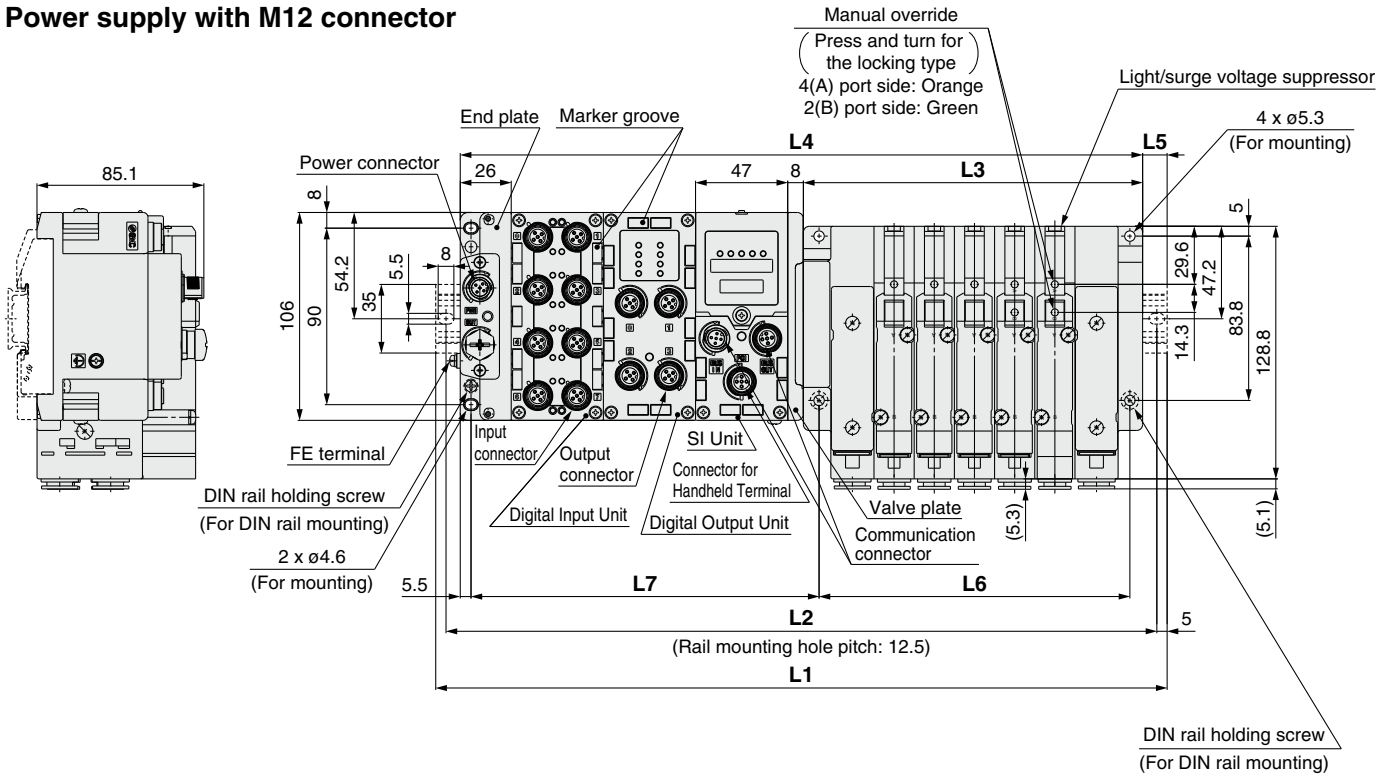 Power supply with M12 connector
Manual override
(Press and turn for
the locking type)
4(A) port side: Orange
2(B) port side: Green
Light/surge voltage suppressor
4 x ø5.3
(For mounting)
End plate
Marker groove
Power connector
L4
L5
85.1
26
47
8
L3
8
5
54.2
5.5
8
35
106
90
29.6
47.2
14.3
83.8
128.8
FE terminal
Input
connector
Output
connector
SI Unit
Connector for
Handheld Terminal
DIN rail holding screw
(For DIN rail mounting)
Digital Input Unit
Digital Output Unit
Valve plate
Communication
connector
(5.3)
(5.1)
2 x ø4.6
(For mounting)
5.5
L7
L6
L2
5
(Rail mounting hole pitch: 12.5)
L1
DIN rail holding screw
(For DIN rail mounting)